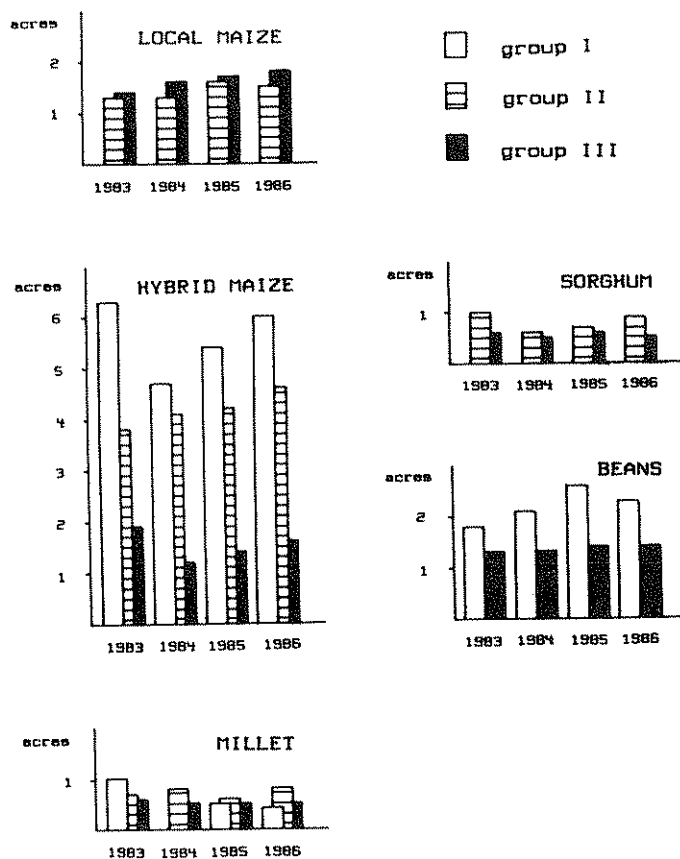 acres
LOCAL MAIZE
2
1
1983 1984 1985 1986
group I
group II
group III
acres
HYBRID MAIZE
6
5
4
3
2
1
1983 1984 1985 1986
acres
SORGHUM
1
1983 1984 1985 1986
acres
BEANS
2
1
1983 1984 1985 1986
acres
MILLET
1
1983 1984 1985 1986